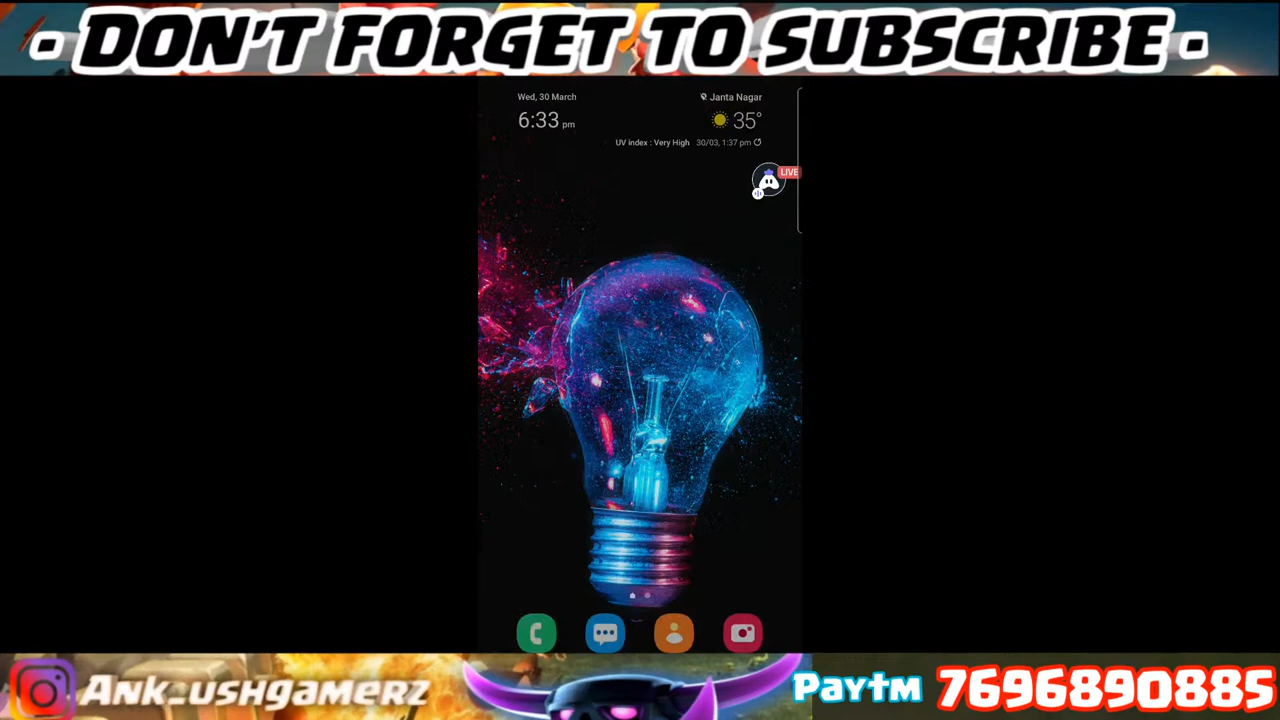 - DON'T FORGET TO SUBSCRIBE -
Wed, 30 March
6:33 pm
Janta Nagar
35°
UV index : Very High 30/03, 1:37 pm
LIVE
Ank_ushgamerz
Paytm 7696890885